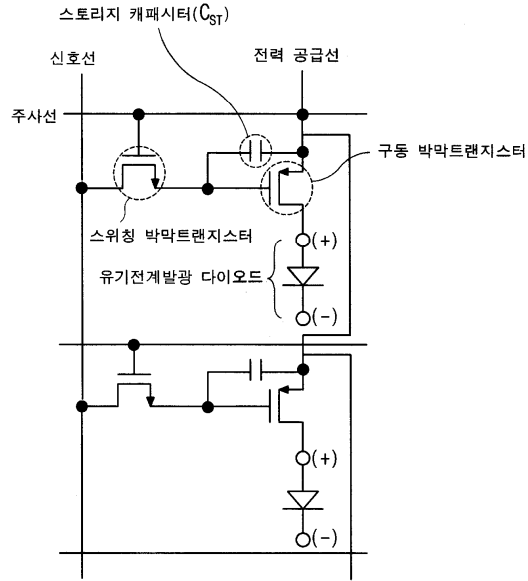 스토리지 캐패시터(CST)
신호선
전력 공급선
주사선
구동 박막트랜지스터
스위칭 박막트랜지스터
(+)
유기전계발광 다이오드
(-)
(+)
(-)